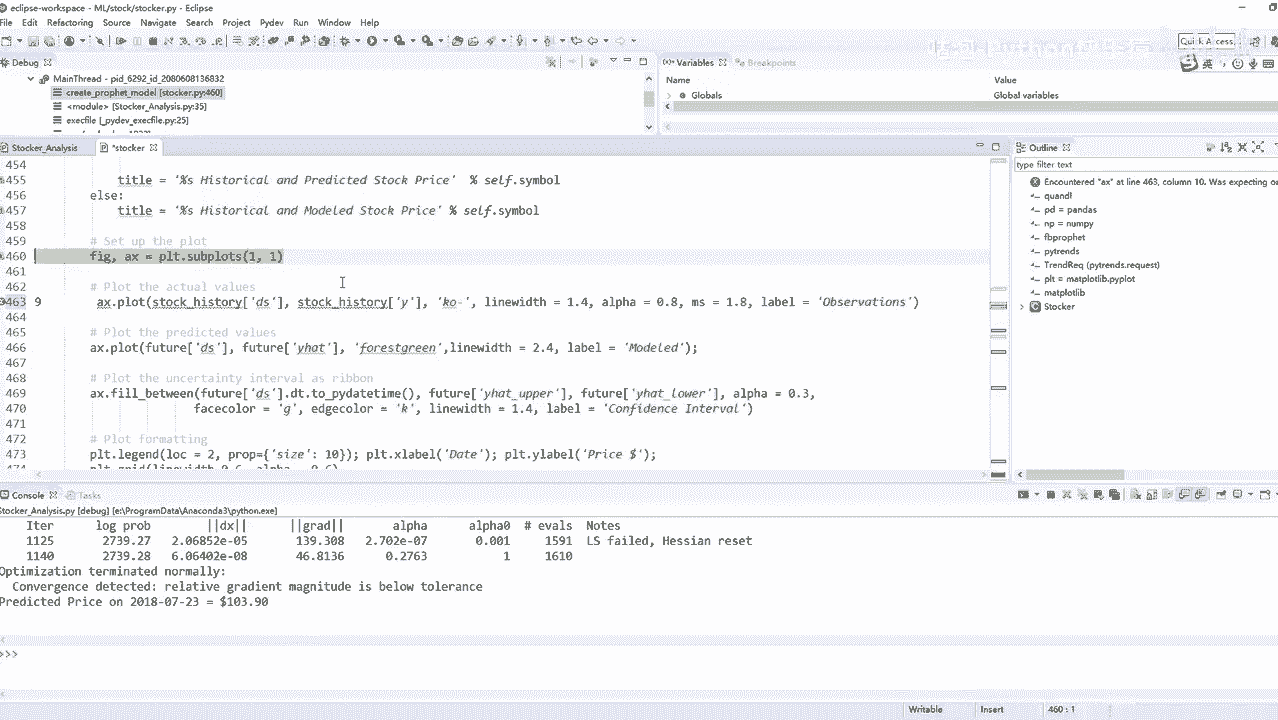 eclipse-workspace - ML/stock/stocker.py - Eclipse
File Edit Refactoring Source Navigate Search Project Pydev Run Window Help
Quick Access
Debug
Variables Breakpoints
MainThread - pid_6292_id_2080608136832
create_prophet_model [stocker.py:460]
<module> [Stocker_Analysis.py:35]
execfile [_pydev_execfile.py:25]
Name Value
Globals Global variables
Stocker_Analysis *stocker
454
455 title = '%s Historical and Predicted Stock Price' % self.symbol
456 else:
457 title = '%s Historical and Modeled Stock Price' % self.symbol
458
459 # Set up the plot
460 fig, ax = plt.subplots(1, 1)
461
462 # Plot the actual values
463 9 ax.plot(stock_history['ds'], stock_history['y'], 'ko-', linewidth = 1.4, alpha = 0.8, ms = 1.8, label = 'Observations')
464
465 # Plot the predicted values
466 ax.plot(future['ds'], future['yhat'], 'forestgreen',linewidth = 2.4, label = 'Modeled');
467
468 # Plot the uncertainty interval as ribbon
469 ax.fill_between(future['ds'].dt.to_pydatetime(), future['yhat_upper'], future['yhat_lower'], alpha = 0.3,
470 facecolor = 'g', edgecolor = 'k', linewidth = 1.4, label = 'Confidence Interval')
471
472 # Plot formatting
473 plt.legend(loc = 2, prop={'size': 10}); plt.xlabel('Date'); plt.ylabel('Price $');
Outline
type filter text
Encountered "ax" at line 463, column 10. Was expecting on
quandl
pd = pandas
np = numpy
fbprophet
pytrends
TrendReq (pytrends.request)
plt = matplotlib.pyplot
matplotlib
Stocker
Console Tasks
Stocker_Analysis.py [debug] [e:\ProgramData\Anaconda3\python.exe]
Iter log prob ||dx|| ||grad|| alpha alpha0 # evals Notes
1125 2739.27 2.06852e-05 139.308 2.702e-07 0.001 1591 LS failed, Hessian reset
1140 2739.28 6.06402e-08 46.8136 0.2763 1 1610
Optimization terminated normally:
Convergence detected: relative gradient magnitude is below tolerance
Predicted Price on 2018-07-23 = $103.90
>>>
Writable Insert 460 : 1